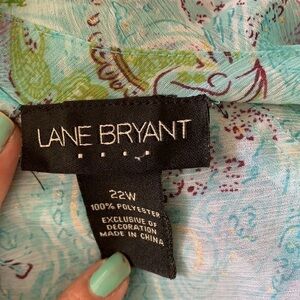 LANE BRYANT
22W
100% POLYESTER
EXCLUSIVE OF
DECORATION
MADE IN CHINA